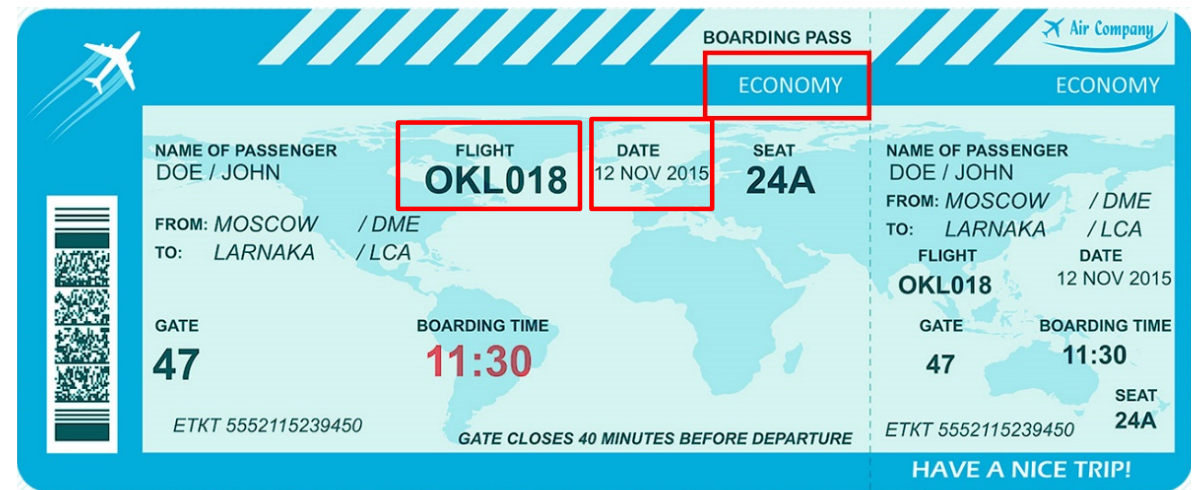 BOARDING PASS
Air Company
ECONOMY
ECONOMY
NAME OF PASSENGER
DOE / JOHN
FLIGHT
OKL018
DATE
12 NOV 2015
SEAT
24A
FROM: MOSCOW / DME
TO: LARNAKA / LCA
GATE
47
BOARDING TIME
11:30
ETKT 5552115239450
GATE CLOSES 40 MINUTES BEFORE DEPARTURE
NAME OF PASSENGER
DOE / JOHN
FROM: MOSCOW / DME
TO: LARNAKA / LCA
FLIGHT
OKL018
DATE
12 NOV 2015
GATE
47
BOARDING TIME
11:30
SEAT
24A
ETKT 5552115239450
HAVE A NICE TRIP!